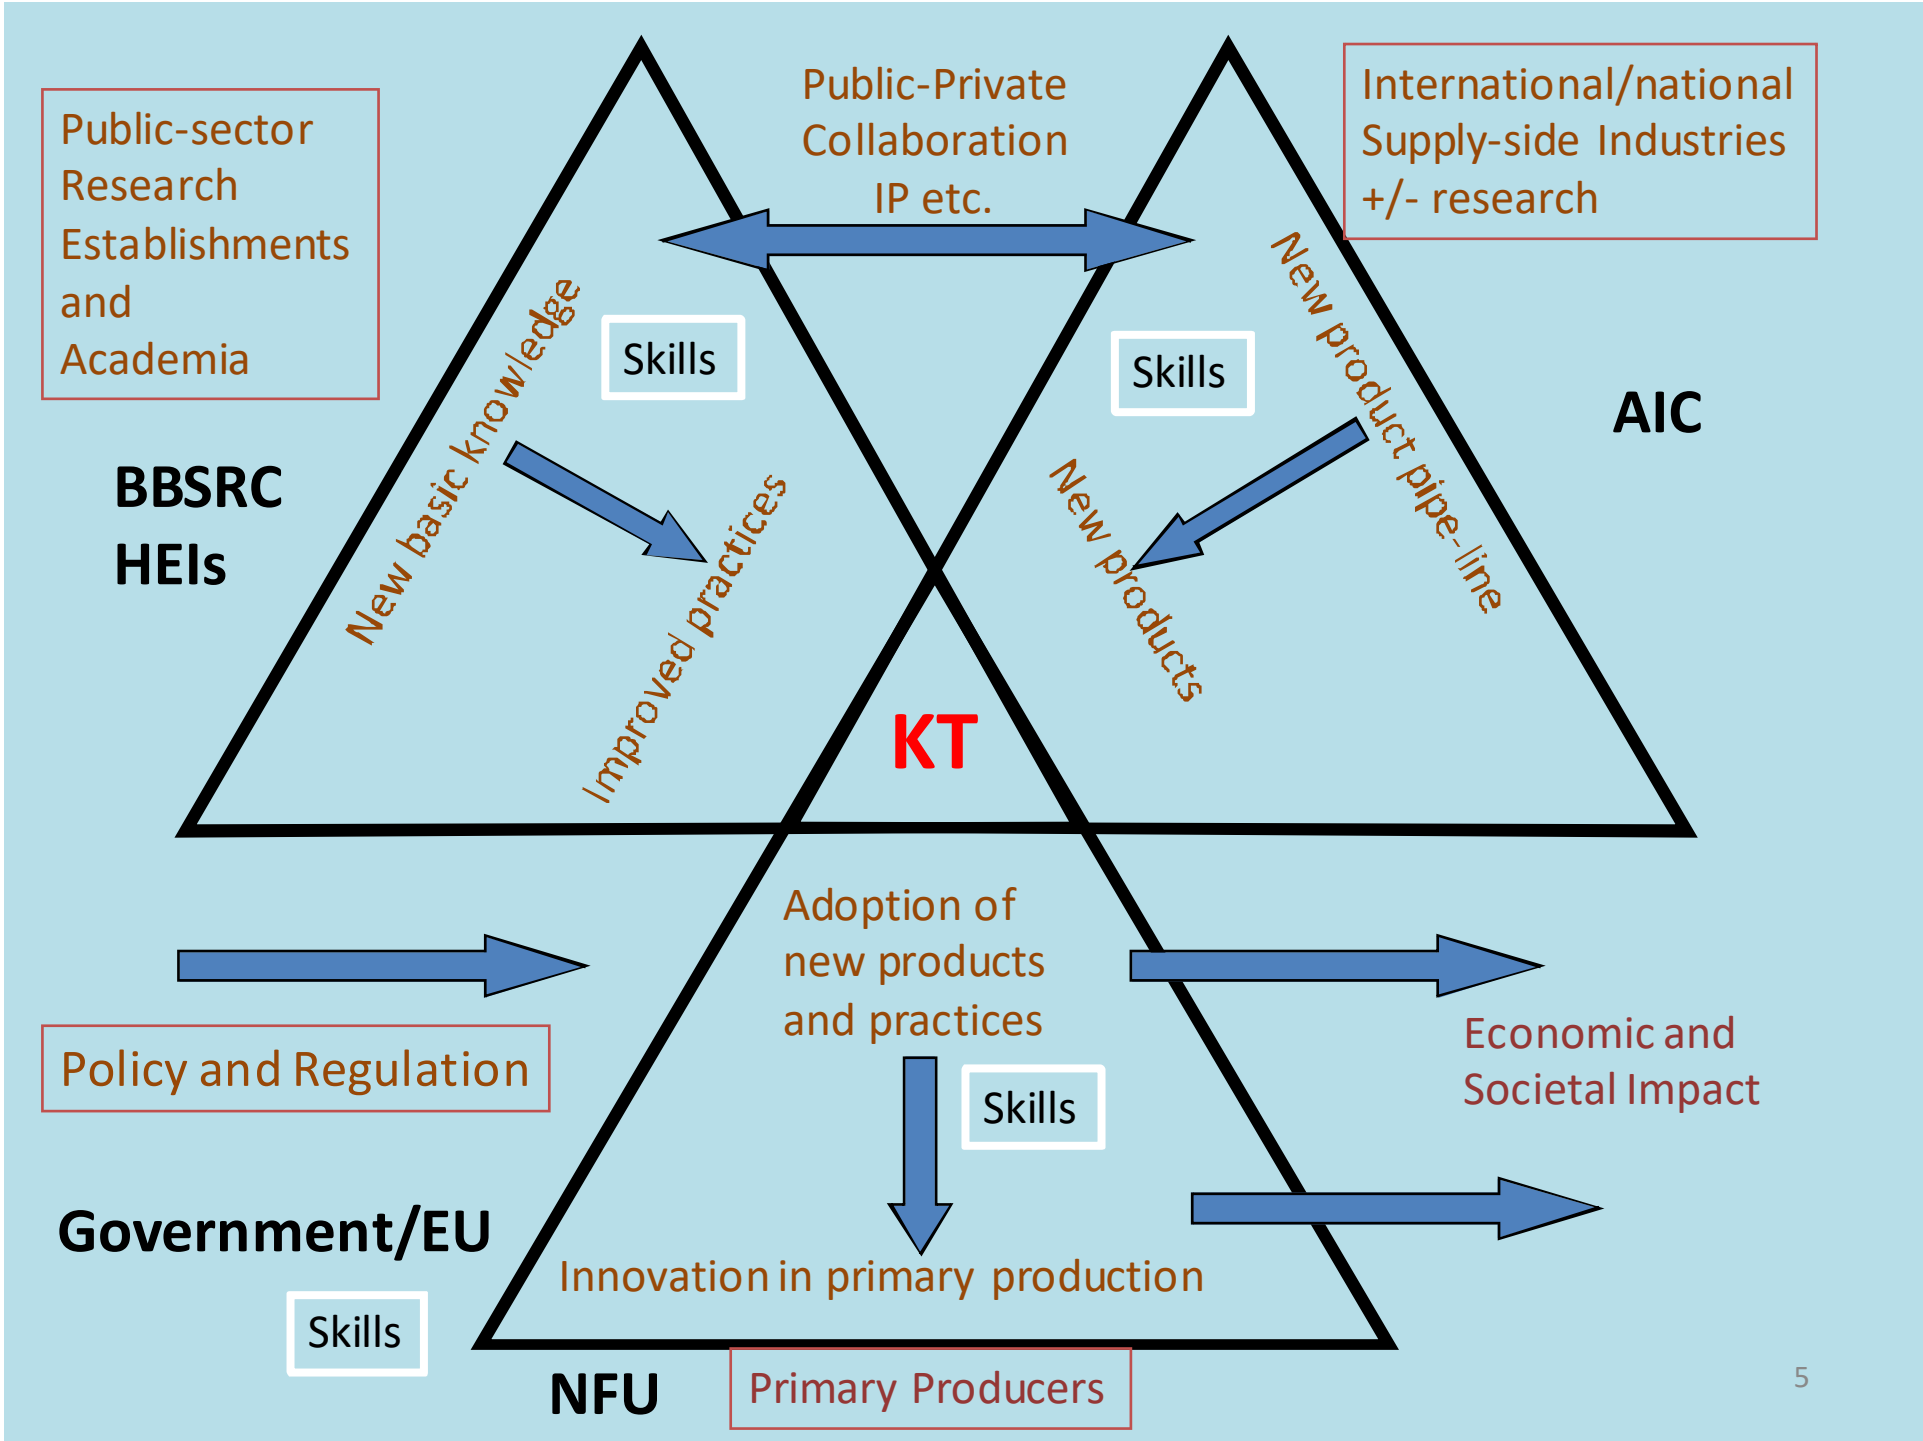 Public-sector
Research
Establishments
and
Academia
Public-Private
Collaboration
IP etc.
International/national
Supply-side Industries
+/- research
New basic knowledge
Skills
Improved practices
Skills
New product pipe-line
New products
AIC
BBSRC
HEIs
KT
Adoption of
new products
and practices
Policy and Regulation
Economic and
Societal Impact
Skills
Government/EU
Innovation in primary production
Skills
NFU
Primary Producers
5